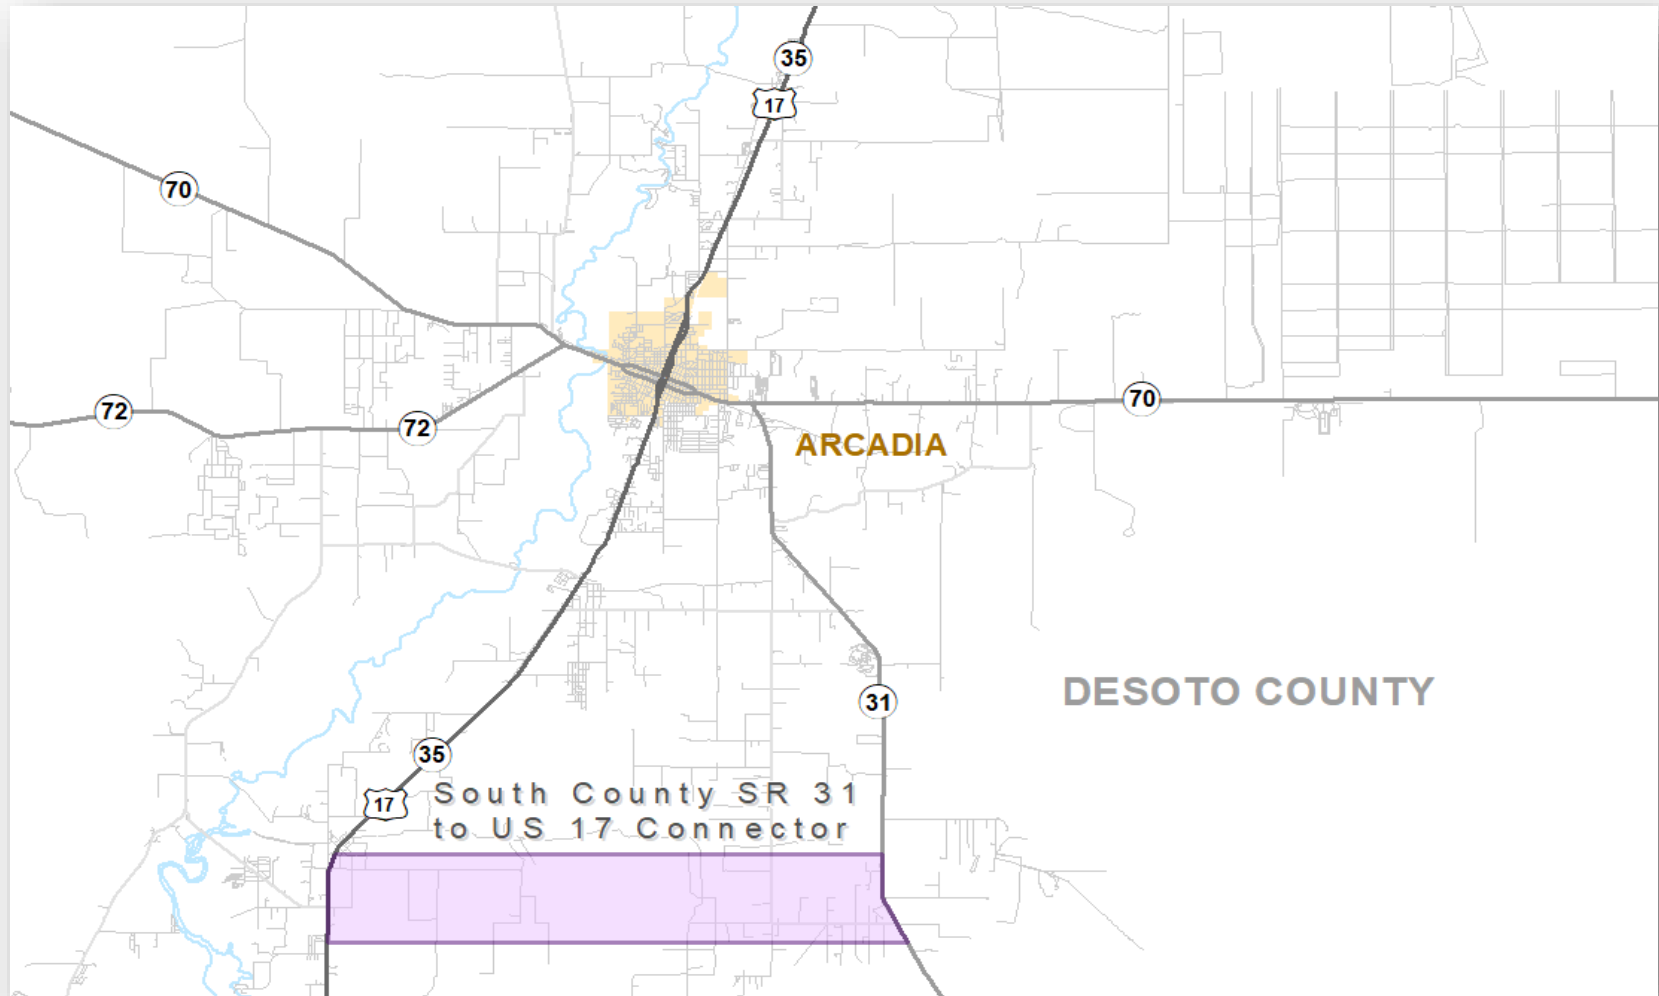 35
17
70
72
72
70
ARCADIA
DESOTO COUNTY
31
35
17
South County SR 31
to US 17 Connector